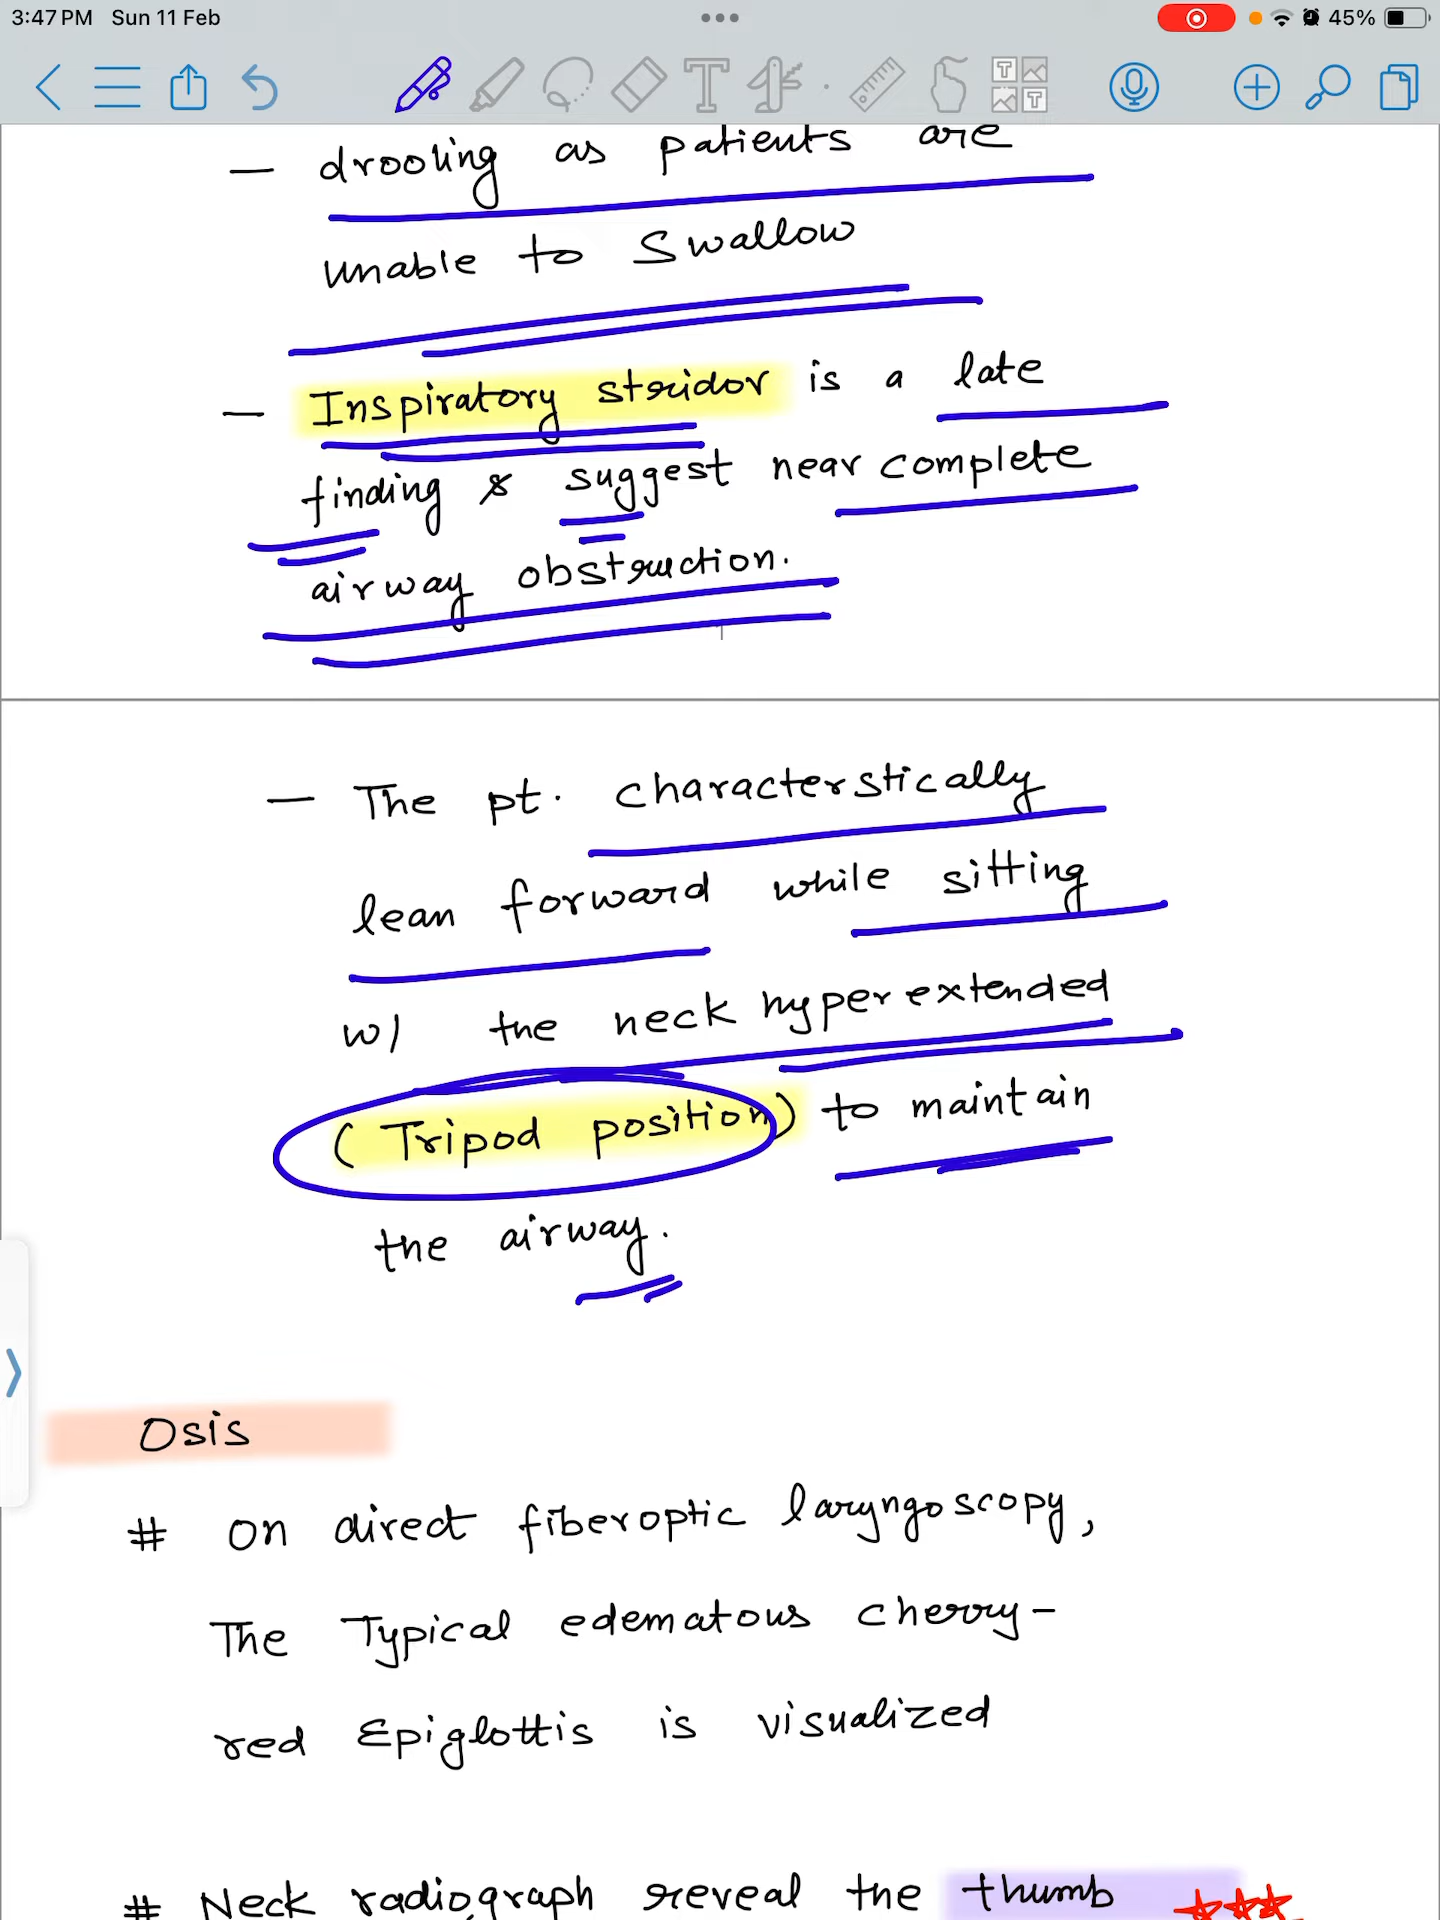 3:47 PM Sun 11 Feb
45%
– drooling as patients are
unable to swallow
– Inspiratory stridor is a late
finding & suggest near complete
airway obstruction.
– The pt. characterstically
lean forward while sitting
w/ the neck hyperextended
(Tripod position) to maintain
the airway.
Osis
# On direct fiberoptic laryngoscopy,
The Typical edematous cherry-
red Epiglottis is visualized
# Neck radiograph reveal the thumb